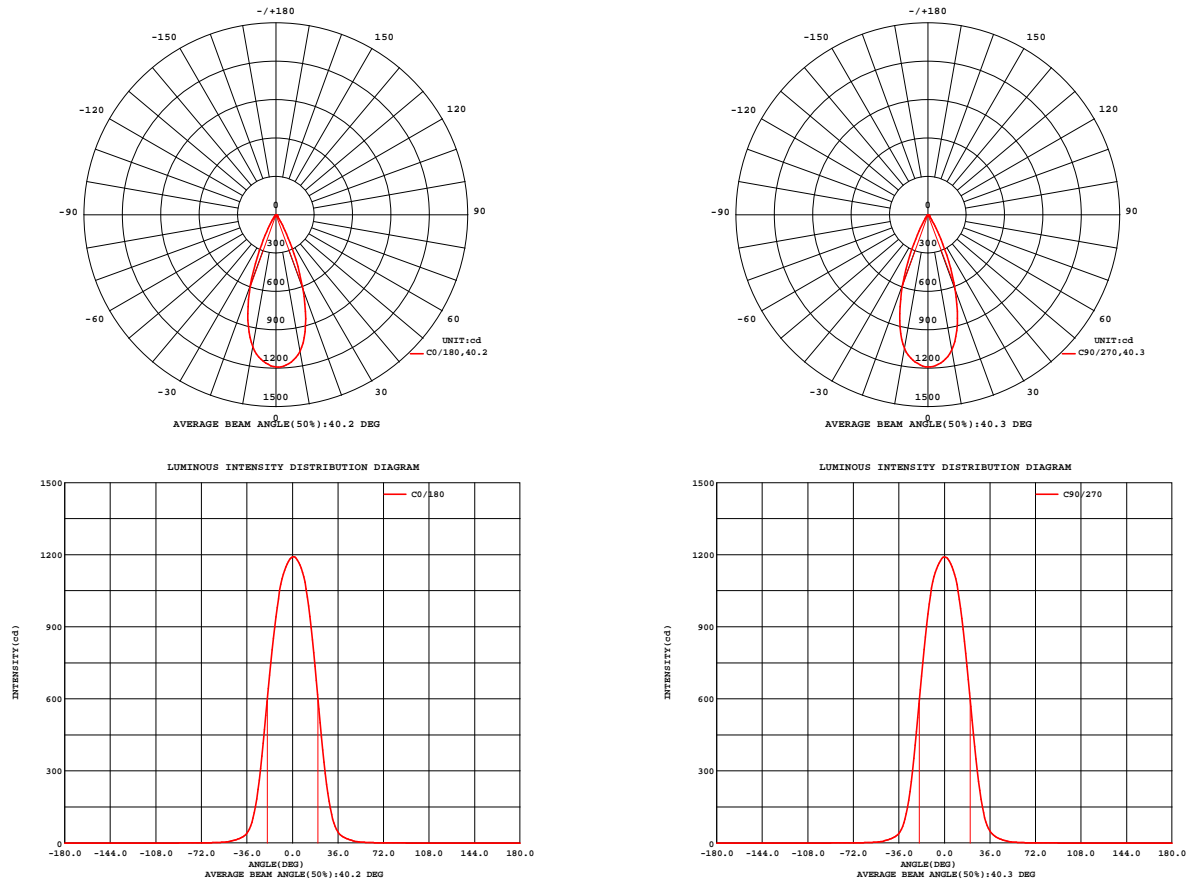 -/+180
-150 150
-120 120
-90 90
-60 60
-30 30
0
300
600
900
1200
1500
0
UNIT:cd
C0/180,40.2
AVERAGE BEAM ANGLE(50%):40.2 DEG
-/+180
-150 150
-120 120
-90 90
-60 60
-30 30
0
300
600
900
1200
1500
0
UNIT:cd
C90/270,40.3
AVERAGE BEAM ANGLE(50%):40.3 DEG
LUMINOUS INTENSITY DISTRIBUTION DIAGRAM
C0/180
INTENSITY(cd)
1500
1200
900
600
300
0
-180.0 -144.0 -108.0 -72.0 -36.0 0.0 36.0 72.0 108.0 144.0 180.0
ANGLE(DEG)
AVERAGE BEAM ANGLE(50%):40.2 DEG
LUMINOUS INTENSITY DISTRIBUTION DIAGRAM
C90/270
INTENSITY(cd)
1500
1200
900
600
300
0
-180.0 -144.0 -108.0 -72.0 -36.0 0.0 36.0 72.0 108.0 144.0 180.0
ANGLE(DEG)
AVERAGE BEAM ANGLE(50%):40.3 DEG